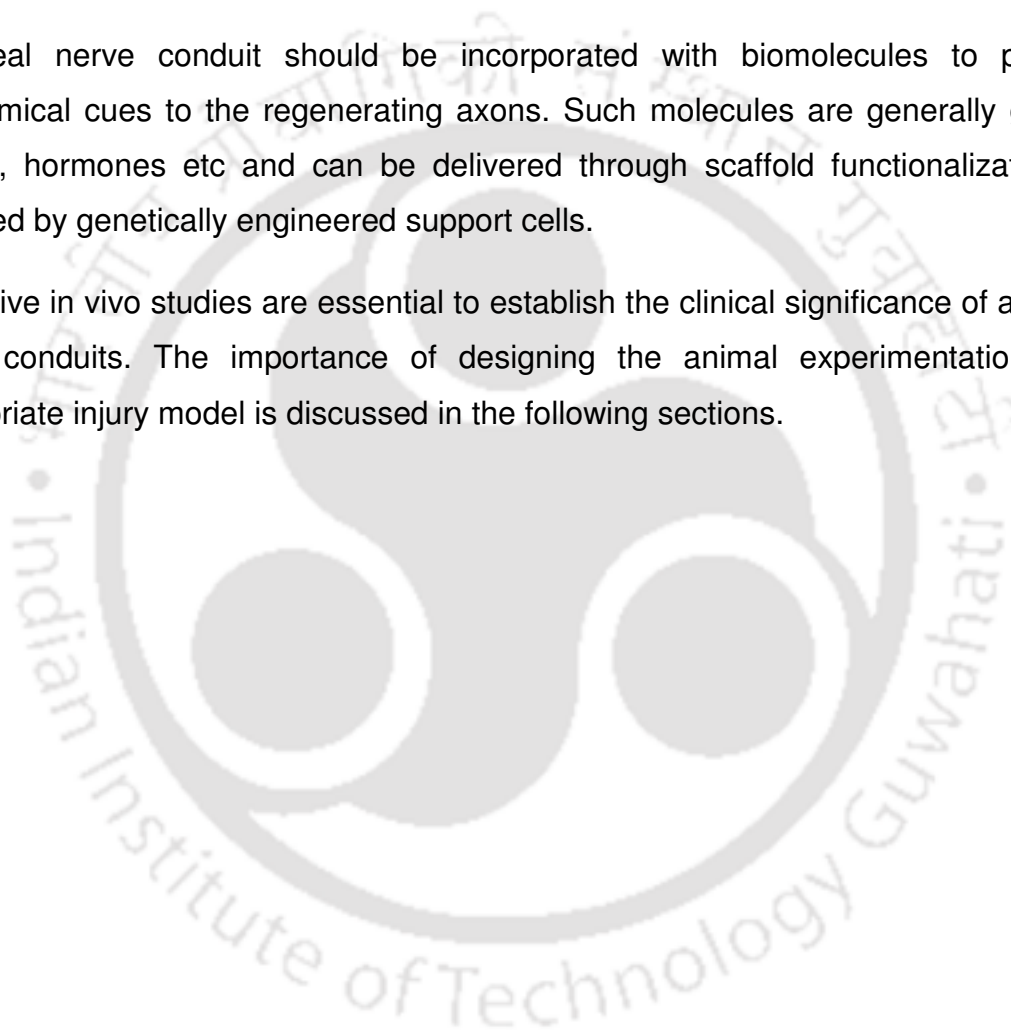 eal nerve conduit should be incorporated with biomolecules to p
mical cues to the regenerating axons. Such molecules are generally
, hormones etc and can be delivered through scaffold functionalizat
ed by genetically engineered support cells.
ive in vivo studies are essential to establish the clinical significance of a
conduits. The importance of designing the animal experimentatio
riate injury model is discussed in the following sections.
Indian Institute of Technology Guwahati